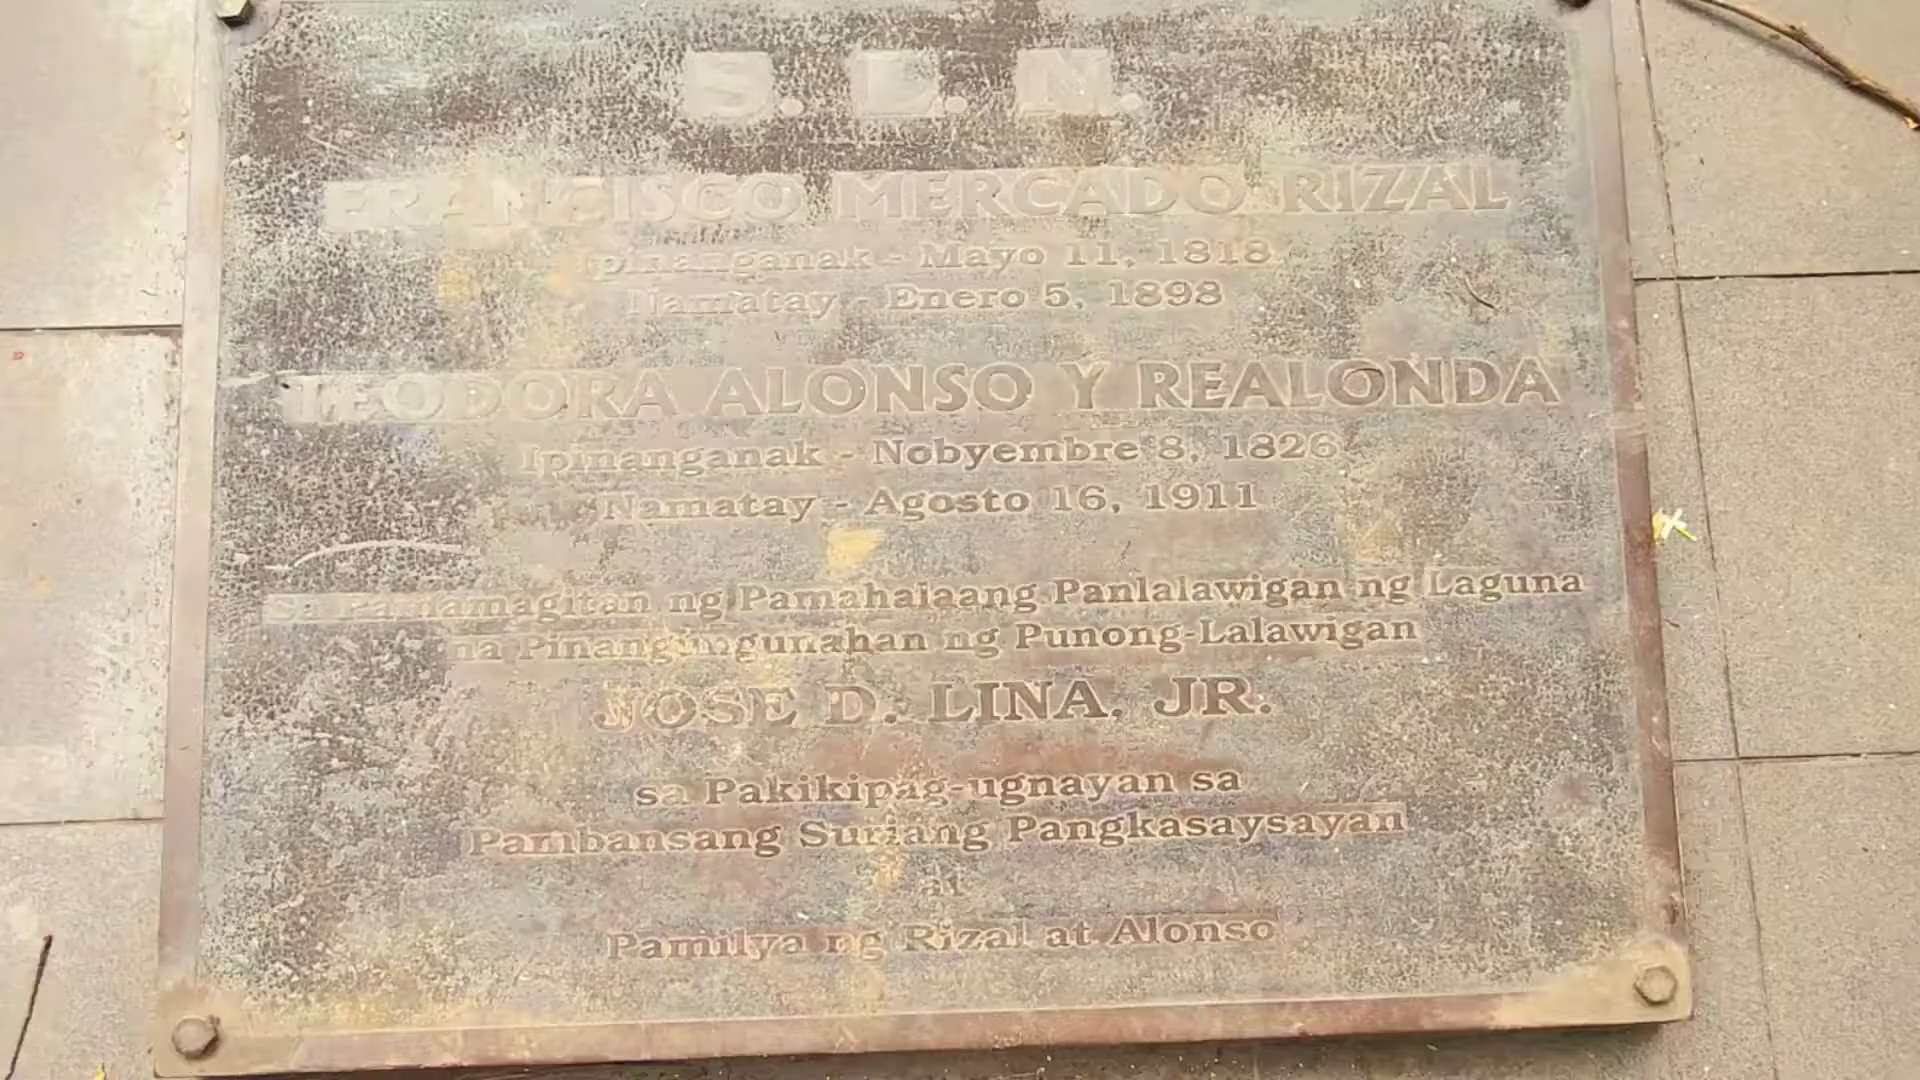 S. L. N.
FRANCISCO MERCADO RIZAL
Ipinanganak - Mayo 11, 1818
Namatay - Enero 5, 1898
TEODORA ALONSO Y REALONDA
Ipinanganak - Nobyembre 8, 1826
Namatay - Agosto 16, 1911
Sa Pamamagitan ng Pamahalaang Panlalawigan ng Laguna
na Pinangungunahan ng Punong-Lalawigan
JOSE D. LINA, JR.
sa Pakikipag-ugnayan sa
Pambansang Suriang Pangkasaysayan
at
Pamilya ng Rizal at Alonso